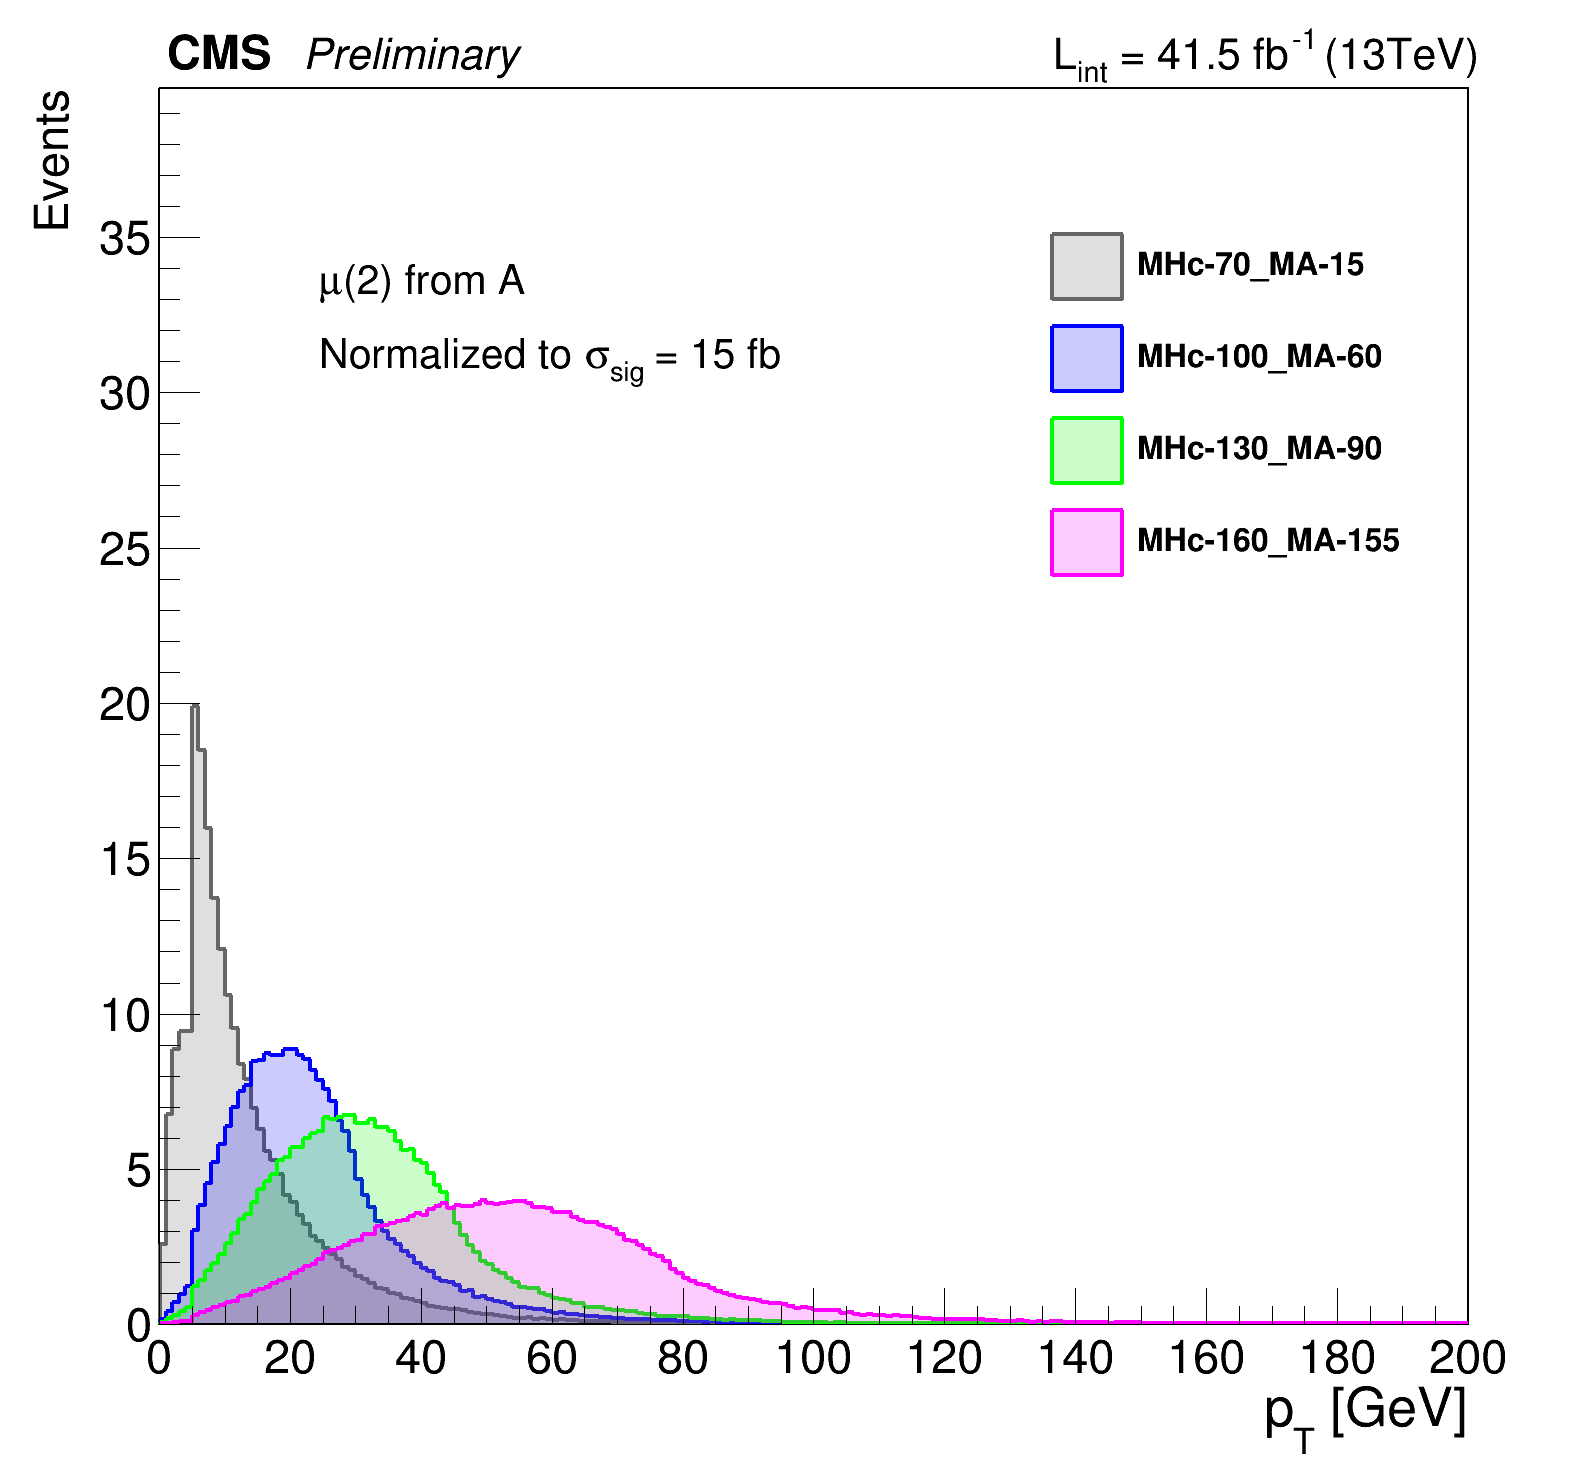 CMS Preliminary
L_int = 41.5 fb^-1 (13TeV)
Events
35
30
25
20
15
10
5
0
μ(2) from A
Normalized to σ_sig = 15 fb
MHc-70_MA-15
MHc-100_MA-60
MHc-130_MA-90
MHc-160_MA-155
0 20 40 60 80 100 120 140 160 180 200
p_T [GeV]